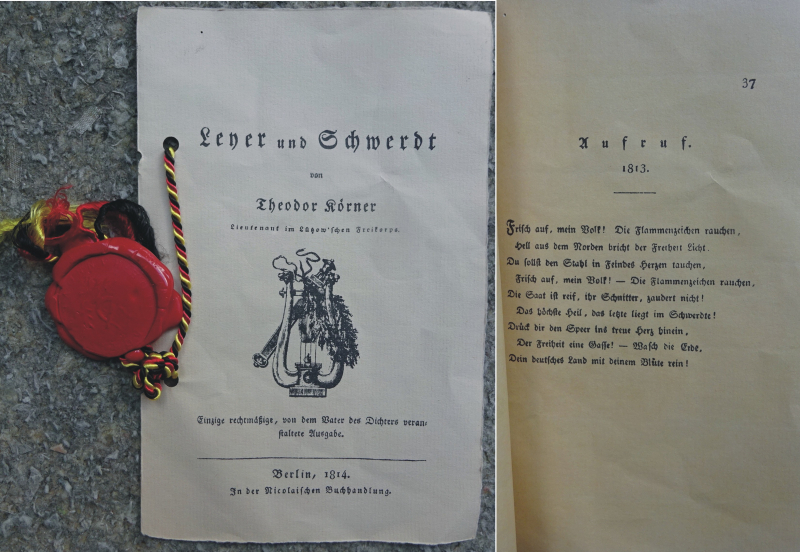 Leyer und Schwerdt
von
Theodor Körner
Lieutenant im Lützow'schen Freikorps.
Einzige rechtmäßige, von dem Vater des Dichters veran-
staltete Ausgabe.
Berlin, 1814.
In der Nicolaischen Buchhandlung.
37
Aufruf.
1813.
Frisch auf, mein Volk! Die Flammenzeichen rauchen,
Hell aus dem Norden bricht der Freiheit Licht.
Du sollst den Stahl in Feindes Herzen tauchen,
Frisch auf, mein Volk! — Die Flammenzeichen rauchen,
Die Saat ist reif, ihr Schnitter, zaudert nicht!
Das höchste Heil, das letzte liegt im Schwerdte!
Drück dir den Speer ins treue Herz hinein,
Der Freiheit eine Gasse! — Wasch die Erde,
Dein deutsches Land mit deinem Blute rein!